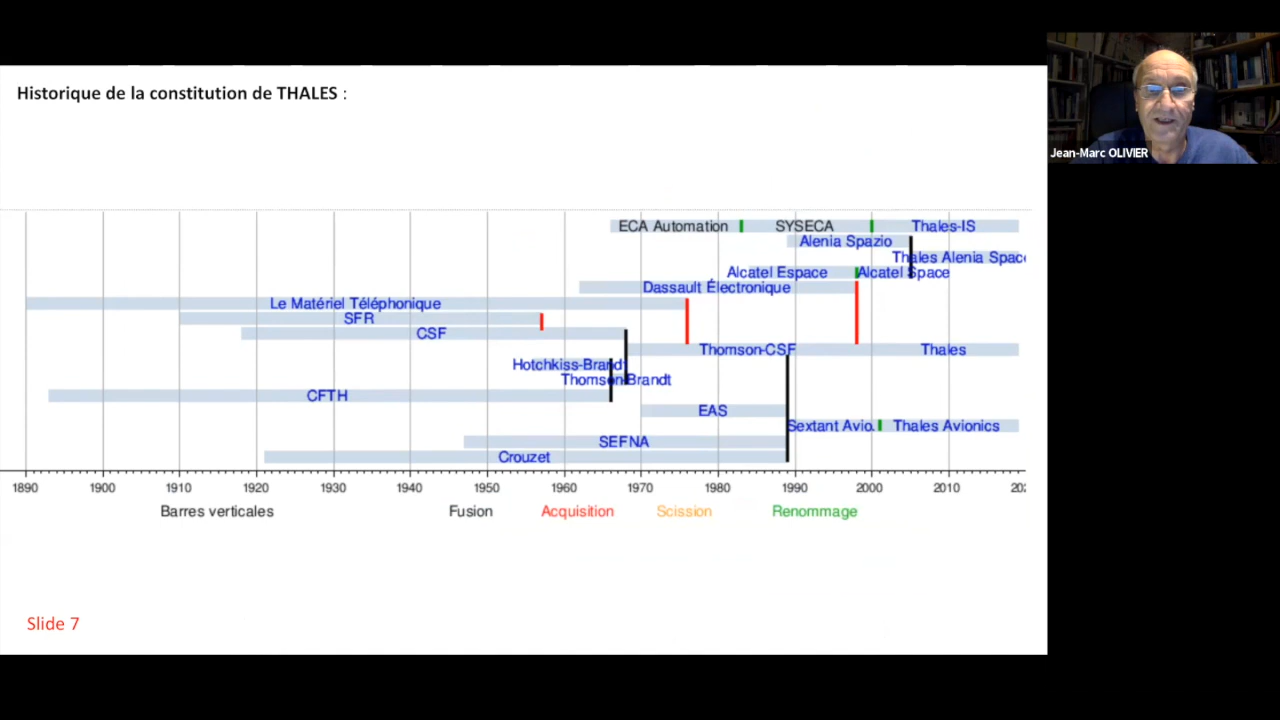 Historique de la constitution de THALES :
Jean-Marc OLIVIER
ECA Automation SYSECA Thales-IS
Alenia Spazio
Thales Alenia Space
Alcatel Espace Alcatel Space
Dassault Électronique
Le Matériel Téléphonique
SFR
CSF
Thomson-CSF Thales
Hotchkiss-Brandt
Thomson-Brandt
CFTH
EAS
Sextant Avio. Thales Avionics
SEFNA
Crouzet
1890 1900 1910 1920 1930 1940 1950 1960 1970 1980 1990 2000 2010 202
Barres verticales Fusion Acquisition Scission Renommage
Slide 7